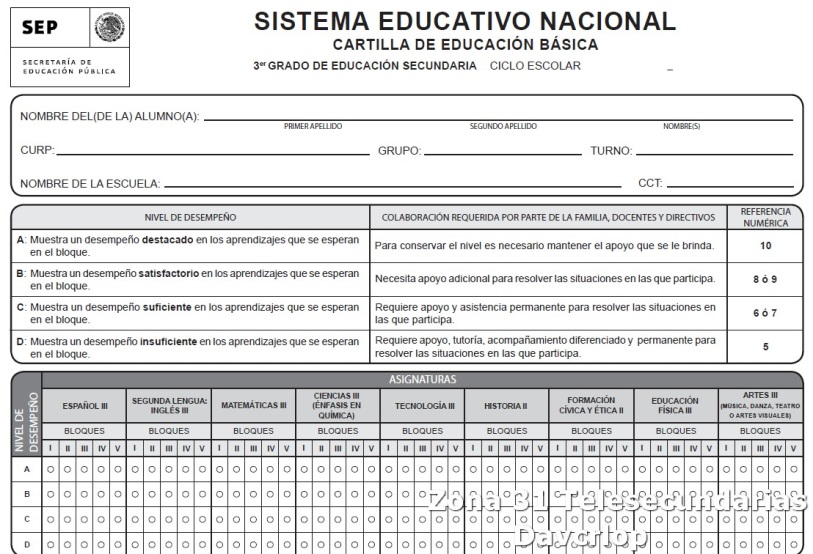 SEP
SECRETARÍA DE
EDUCACIÓN PÚBLICA
SISTEMA EDUCATIVO NACIONAL
CARTILLA DE EDUCACIÓN BÁSICA
3er GRADO DE EDUCACIÓN SECUNDARIA CICLO ESCOLAR _
NOMBRE DEL(DE LA) ALUMNO(A):
PRIMER APELLIDO SEGUNDO APELLIDO NOMBRE(S)
CURP: GRUPO: TURNO:
NOMBRE DE LA ESCUELA: CCT:
NIVEL DE DESEMPEÑO COLABORACIÓN REQUERIDA POR PARTE DE LA FAMILIA, DOCENTES Y DIRECTIVOS REFERENCIA
NUMÉRICA
A: Muestra un desempeño destacado en los aprendizajes que se esperan
en el bloque.
Para conservar el nivel es necesario mantener el apoyo que se le brinda.
10
B: Muestra un desempeño satisfactorio en los aprendizajes que se esperan
en el bloque.
Necesita apoyo adicional para resolver las situaciones en las que participa.
8 ó 9
C: Muestra un desempeño suficiente en los aprendizajes que se esperan
en el bloque.
Requiere apoyo y asistencia permanente para resolver las situaciones en
las que participa.
6 ó 7
D: Muestra un desempeño insuficiente en los aprendizajes que se esperan
en el bloque.
Requiere apoyo, tutoría, acompañamiento diferenciado y permanente para
resolver las situaciones en las que participa.
5
NIVEL DE
DESEMPEÑO
ASIGNATURAS
ESPAÑOL III
SEGUNDA LENGUA:
INGLÉS III
MATEMÁTICAS III
CIENCIAS III
(ÉNFASIS EN
QUÍMICA)
TECNOLOGÍA III
HISTORIA II
FORMACIÓN
CÍVICA Y ÉTICA II
EDUCACIÓN
FÍSICA III
ARTES III
(MÚSICA, DANZA, TEATRO
O ARTES VISUALES)
BLOQUES BLOQUES BLOQUES BLOQUES BLOQUES BLOQUES BLOQUES BLOQUES BLOQUES
I II III IV V I II III IV V I II III IV V I II III IV V I II III IV V I II III IV V I II III IV V I II III IV V I II III IV V
A
B
C
D
Zona 31 Telesecundarias
Davcrlop